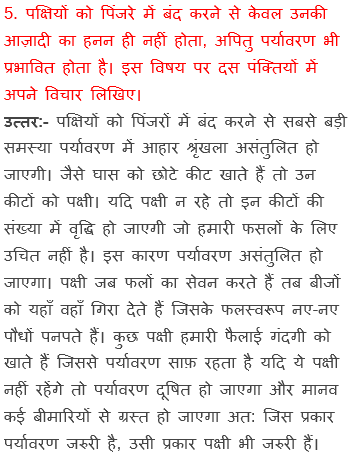 5. पक्षियों को पिंजरे में बंद करने से केवल उनकी
आज़ादी का हनन ही नहीं होता, अपितु पर्यावरण भी
प्रभावित होता है। इस विषय पर दस पंक्तियों में
अपने विचार लिखिए।
उत्तर:- पक्षियों को पिंजरों में बंद करने से सबसे बड़ी
समस्या पर्यावरण में आहार श्रृंखला असंतुलित हो
जाएगी। जैसे घास को छोटे कीट खाते हैं तो उन
कीटों को पक्षी। यदि पक्षी न रहे तो इन कीटों की
संख्या में वृद्धि हो जाएगी जो हमारी फसलों के लिए
उचित नहीं है। इस कारण पर्यावरण असंतुलित हो
जाएगा। पक्षी जब फलों का सेवन करते हैं तब बीजों
को यहाँ वहाँ गिरा देते हैं जिसके फलस्वरूप नए-नए
पौधों पनपते हैं। कुछ पक्षी हमारी फैलाई गंदगी को
खाते हैं जिससे पर्यावरण साफ़ रहता है यदि ये पक्षी
नहीं रहेंगे तो पर्यावरण दूषित हो जाएगा और मानव
कई बीमारियों से ग्रस्त हो जाएगा अत: जिस प्रकार
पर्यावरण जरुरी है, उसी प्रकार पक्षी भी जरुरी हैं।